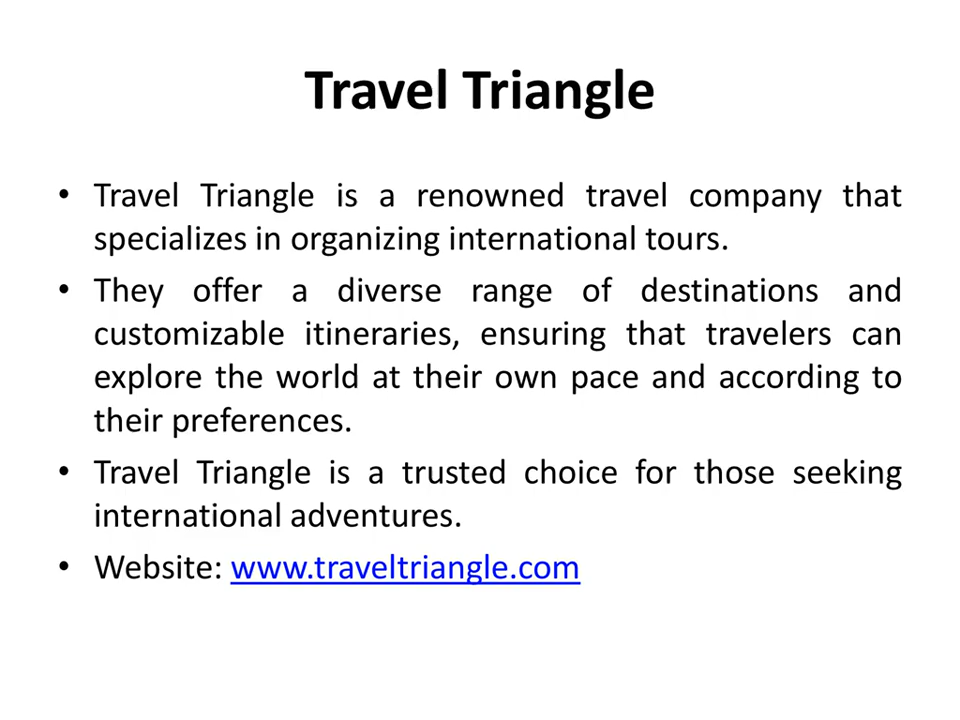 Travel Triangle
• Travel Triangle is a renowned travel company that
specializes in organizing international tours.
• They offer a diverse range of destinations and
customizable itineraries, ensuring that travelers can
explore the world at their own pace and according to
their preferences.
• Travel Triangle is a trusted choice for those seeking
international adventures.
• Website: www.traveltriangle.com